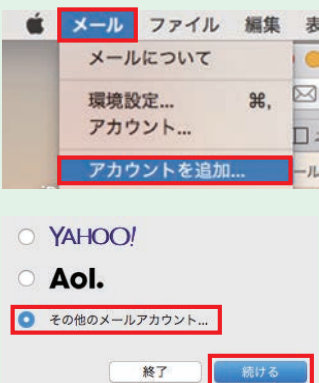 メール ファイル 編集 表
メールについて
環境設定... ⌘,
アカウント...
アカウントを追加...
YAHOO!
Aol.
その他のメールアカウント...
終了 続ける